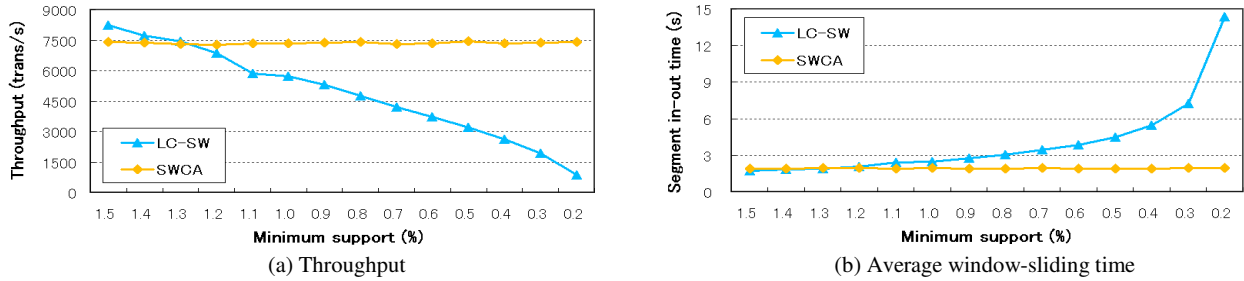 Throughput (trans/s)
9000
7500
6000
4500
3000
1500
0
LC-SW
SWCA
1.5 1.4 1.3 1.2 1.1 1.0 0.9 0.8 0.7 0.6 0.5 0.4 0.3 0.2
Minimum support (%)
(a) Throughput
Segment in-out time (s)
15
12
9
6
3
0
LC-SW
SWCA
1.5 1.4 1.3 1.2 1.1 1.0 0.9 0.8 0.7 0.6 0.5 0.4 0.3 0.2
Minimum support (%)
(b) Average window-sliding time